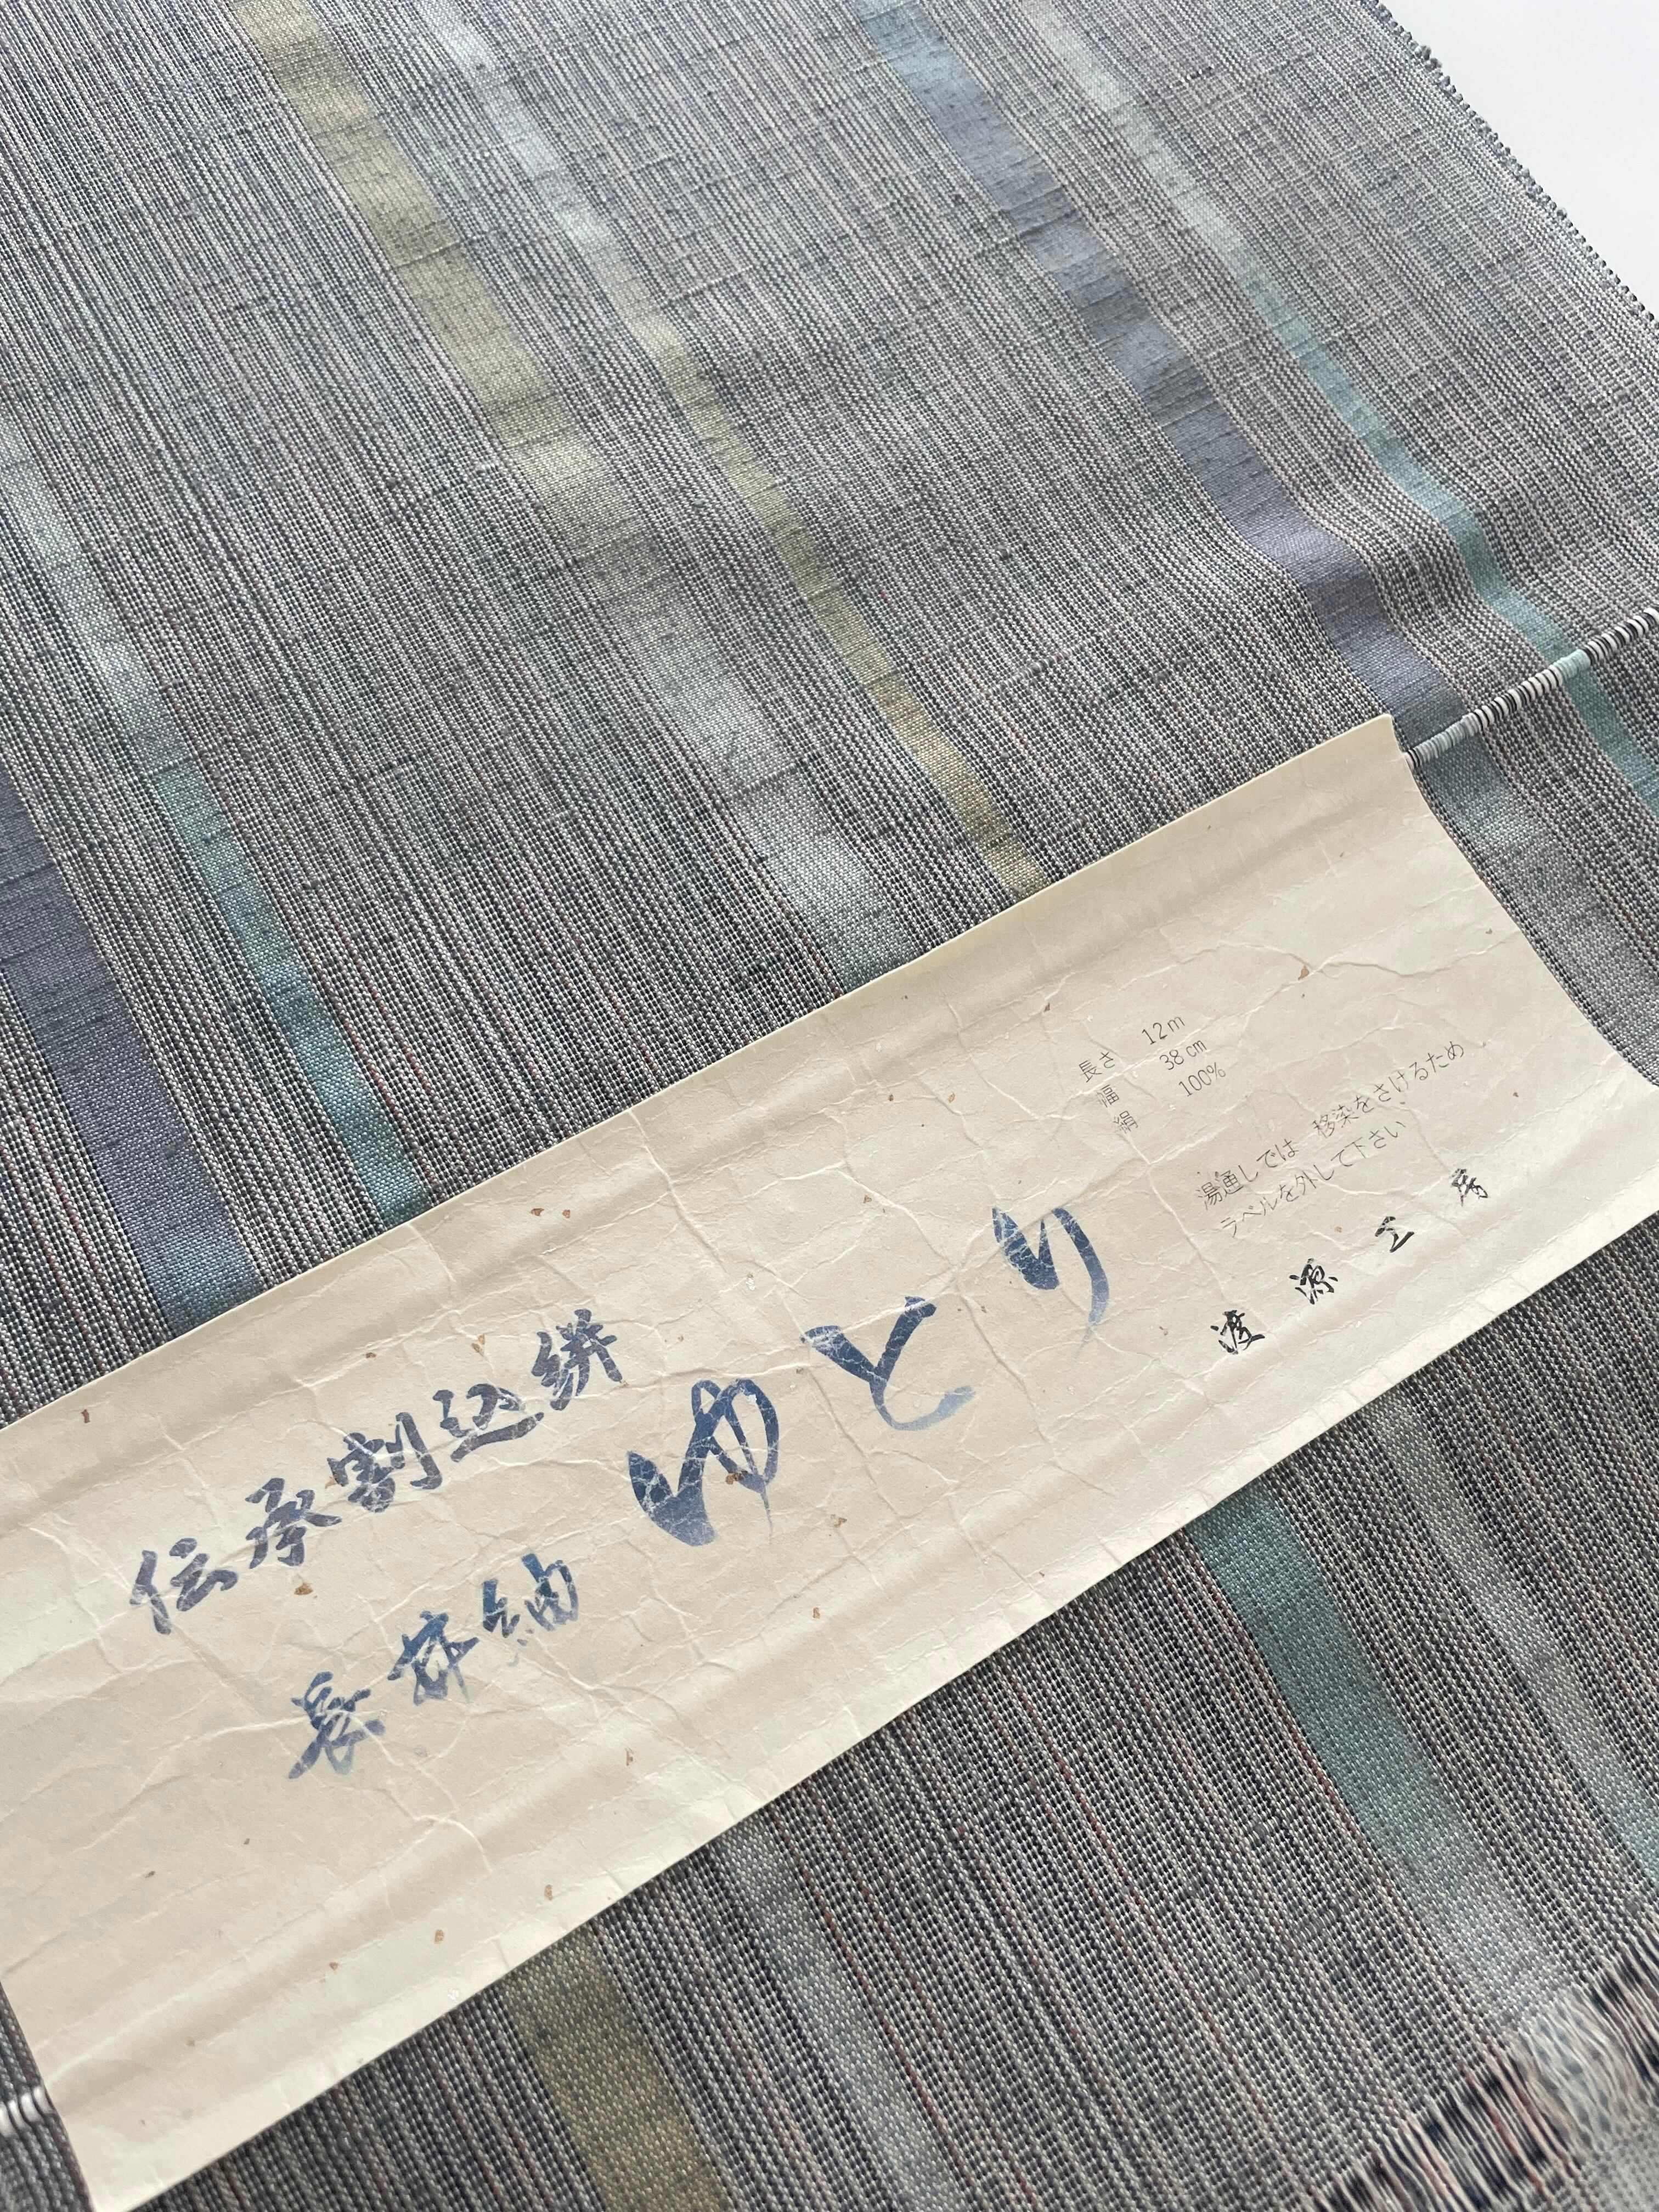 伝承割込絣
長井紬
ゆとり
長さ 12m
幅 38cm
絹 100%
湯通しでは 移染をさけるため
ラベルを外して下さい
渡源工房